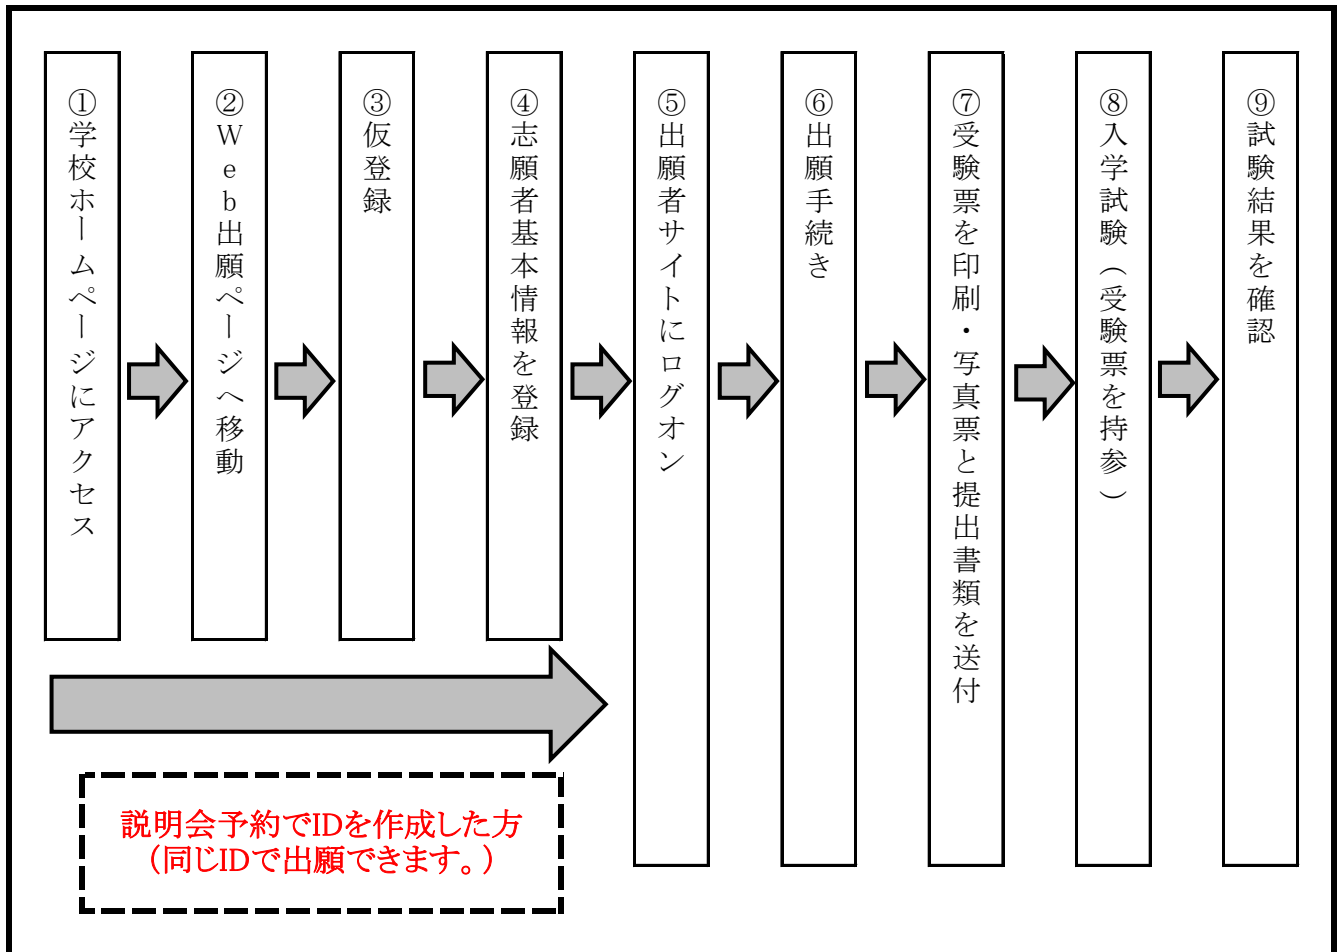 ①学校ホームページにアクセス
②Web出願ページへ移動
③仮登録
④志願者基本情報を登録
⑤出願者サイトにログオン
⑥出願手続き
⑦受験票を印刷・写真票と提出書類を送付
⑧入学試験(受験票を持参)
⑨試験結果を確認
説明会予約でIDを作成した方
(同じIDで出願できます。)